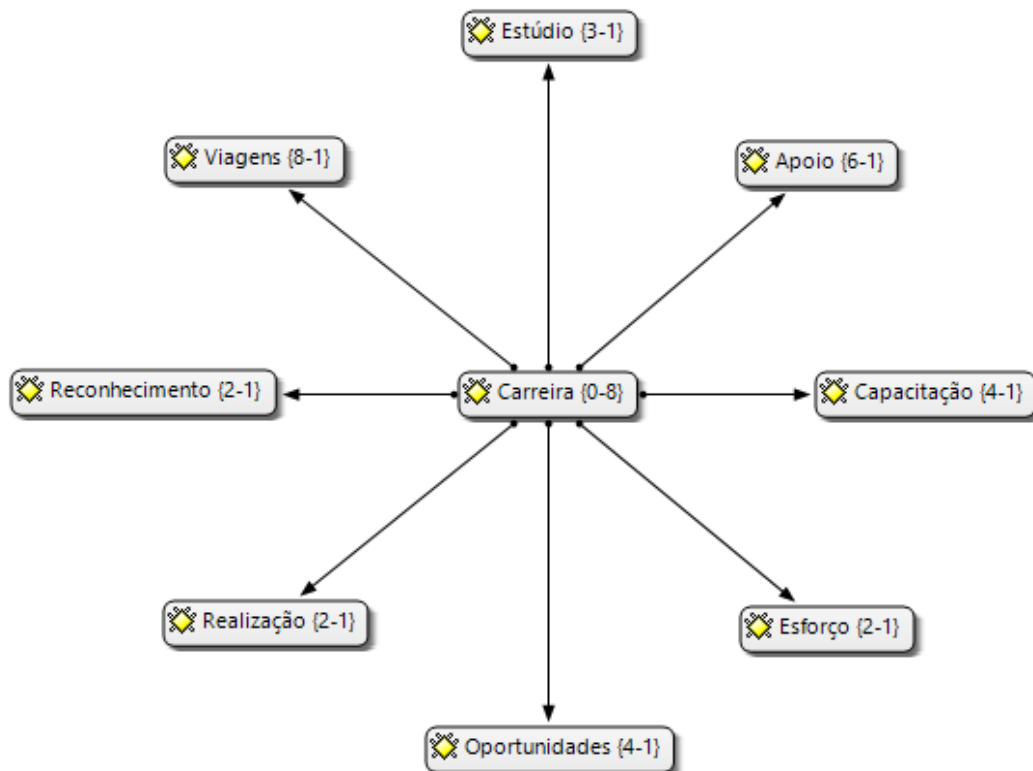 Estúdio {3-1}
Viagens {8-1}
Apoio {6-1}
Reconhecimento {2-1}
Carreira {0-8}
Capacitação {4-1}
Realização {2-1}
Esforço {2-1}
Oportunidades {4-1}